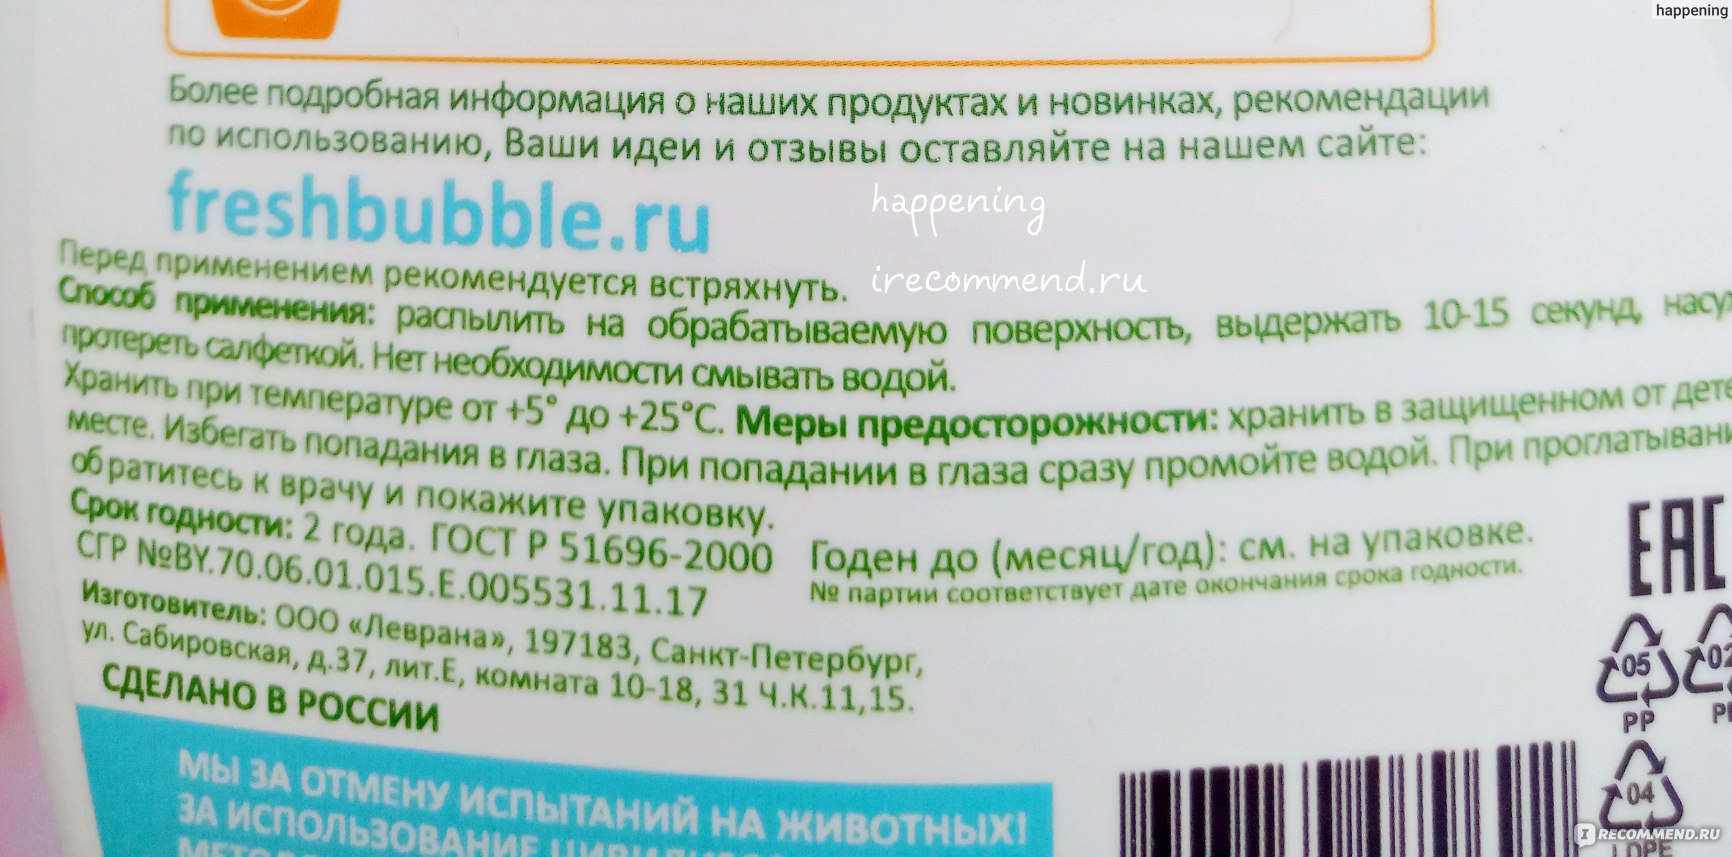 happening
Более подробная информация о наших продуктах и новинках, рекомендации
по использованию, Ваши идеи и отзывы оставляйте на нашем сайте:
freshbubble.ru
happening
irecommend.ru
Перед применением рекомендуется встряхнуть.
Способ применения: распылить на обрабатываемую поверхность, выдержать 10-15 секунд, насу
протереть салфеткой. Нет необходимости смывать водой.
Хранить при температуре от +5° до +25°С. Меры предосторожности: хранить в защищенном от дете
месте. Избегать попадания в глаза. При попадании в глаза сразу промойте водой. При проглатывани
обратитесь к врачу и покажите упаковку.
Срок годности: 2 года. ГОСТ Р 51696-2000
СГР №BY.70.06.01.015.Е.005531.11.17
Годен до (месяц/год): см. на упаковке.
№ партии соответствует дате окончания срока годности.
Изготовитель: ООО «Леврана», 197183, Санкт-Петербург,
ул. Сабировская, д.37, лит.Е, комната 10-18, 31 Ч.К.11,15.
СДЕЛАНО В РОССИИ
EAC
05
PP
02
04
LDPE
МЫ ЗА ОТМЕНУ ИСПЫТАНИЙ НА ЖИВОТНЫХ!
ЗА ИСПОЛЬЗОВАНИЕ
IRECOMMEND.RU